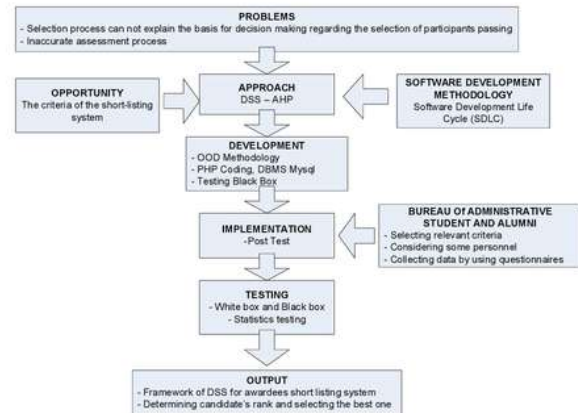 PROBLEMS
- Selection process can not explain the basis for decision making regarding the selection of participants passing
- Inaccurate assessment process
OPPORTUNITY
The criteria of the short-listing
system
APPROACH
DSS – AHP
SOFTWARE DEVELOPMENT
METHODOLOGY
Software Development Life
Cycle (SDLC)
DEVELOPMENT
- OOD Methodology
- PHP Coding, DBMS Mysql
- Testing Black Box
IMPLEMENTATION
-Post Test
BUREAU Of ADMINISTRATIVE
STUDENT AND ALUMNI
- Selecting relevant criteria
- Considering some personnel
- Collecting data by using questionaires
TESTING
- White box and Black box
- Statistics testing
OUTPUT
- Framework of DSS for awardees short listing system
- Determining candidate's rank and selecting the best one